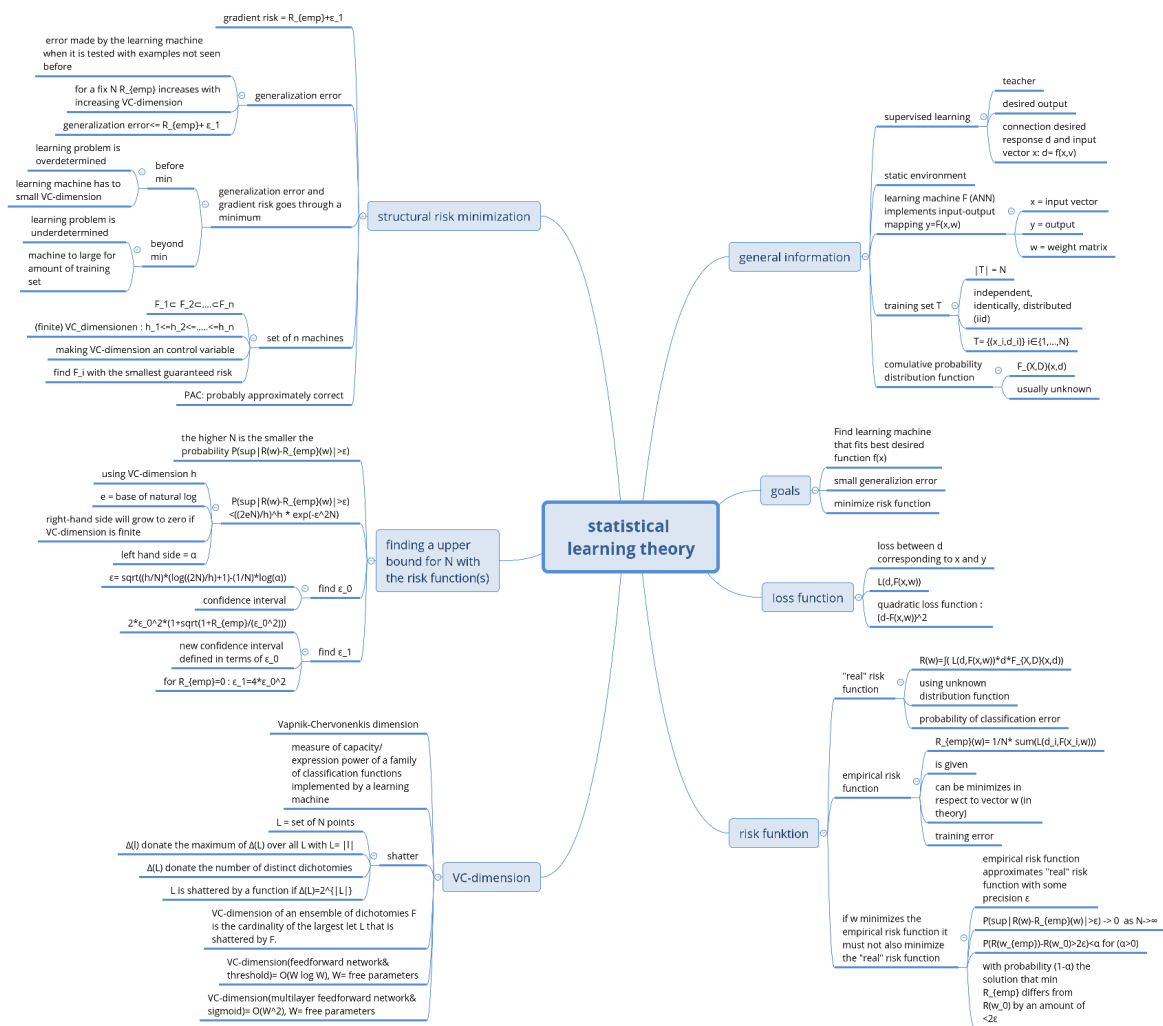 statistical
learning theory
general information
supervised learning
teacher
desired output
connection desired
response d and input
vector x: d= f(x,v)
static environment
learning machine F (ANN)
implements input-output
mapping y=F(x,w)
x = input vector
y = output
w = weight matrix
training set T
|T| = N
independent,
identically, distributed
(iid)
T= {(x_i,d_i)} i∈{1,...,N}
comulative probability
distribution function
F_{X,D}(x,d)
usually unknown
goals
Find learning machine
that fits best desired
function f(x)
small generalizion error
minimize risk function
loss function
loss between d
corresponding to x and y
L(d,F(x,w))
quadratic loss function :
(d-F(x,w))^2
risk funktion
"real" risk
function
R(w)=∫( L(d,F(x,w))*d*F_{X,D}(x,d))
using unknown
distribution function
probability of classification error
empirical risk
function
R_{emp}(w)= 1/N* sum(L(d_i,F(x_i,w)))
is given
can be minimizes in
respect to vector w (in
theory)
training error
if w minimizes the
empirical risk function it
must not also minimize
the "real" risk function
empirical risk function
approximates "real" risk
function with some
precision ε
P(sup|R(w)-R_{emp}(w)|>ε) -> 0  as N->∞
P(R(w_{emp})-R(w_0)>2ε)<α for (α>0)
with probability (1-α) the
solution that min
R_{emp} differs from
R(w_0) by an amount of
<2ε
structural risk minimization
gradient risk = R_{emp}+ε_1
generalization error
error made by the learning machine
when it is tested with examples not seen
before
for a fix N R_{emp} increases with
increasing VC-dimension
generalization error<= R_{emp}+ ε_1
generalization error and
gradient risk goes through a
minimum
before
min
learning problem is
overdetermined
learning machine has to
small VC-dimension
beyond
min
learning problem is
underdetermined
machine to large for
amount of training
set
set of n machines
F_1⊂ F_2⊂....⊂F_n
(finite) VC_dimensionen : h_1<=h_2<=.....<=h_n
making VC-dimension an control variable
find F_i with the smallest guaranteed risk
PAC: probably approximately correct
finding a upper
bound for N with
the risk function(s)
the higher N is the smaller the
probability P(sup|R(w)-R_{emp}(w)|>ε)
P(sup|R(w)-R_{emp}(w)|>ε)
<((2eN)/h)^h * exp(-ε^2N)
using VC-dimension h
e = base of natural log
right-hand side will grow to zero if
VC-dimension is finite
left hand side = α
find ε_0
ε= sqrt((h/N)*(log((2N)/h)+1)-(1/N)*log(α))
confidence interval
find ε_1
2*ε_0^2*(1+sqrt(1+R_{emp}/(ε_0^2)))
new confidence interval
defined in terms of ε_0
for R_{emp}=0 : ε_1=4*ε_0^2
VC-dimension
Vapnik-Chervonenkis dimension
measure of capacity/
expression power of a family
of classification functions
implemented by a learning
machine
shatter
L = set of N points
Δ(l) donate the maximum of Δ(L) over all L with L= |l|
Δ(L) donate the number of distinct dichotomies
L is shattered by a function if Δ(L)=2^{|L|}
VC-dimension of an ensemble of dichotomies F
is the cardinality of the largest let L that is
shattered by F.
VC-dimension(feedforward network&
threshold)= O(W log W), W= free parameters
VC-dimension(multilayer feedforward network&
sigmoid)= O(W^2), W= free parameters